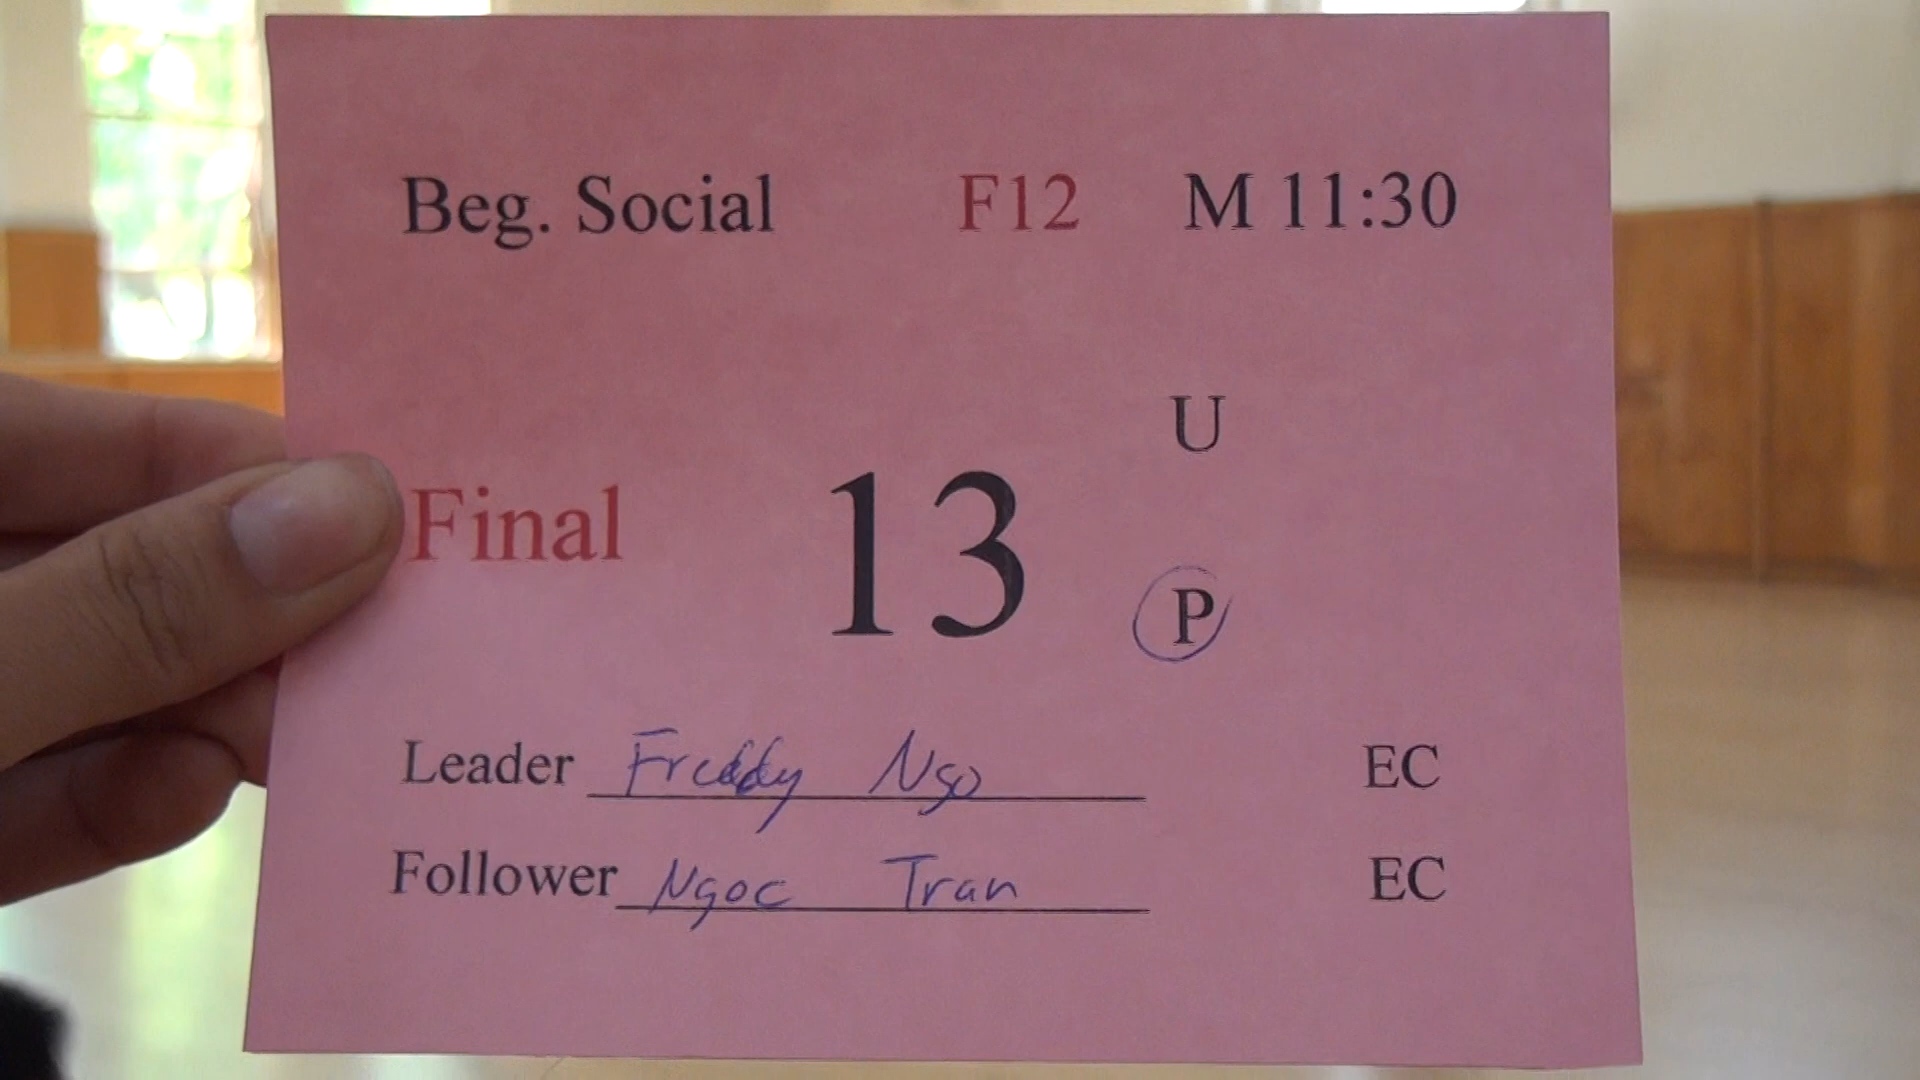 Beg. Social F12 M 11:30
U
Final 13
P
Leader Freddy Ngo EC
Follower Ngoc Tran EC